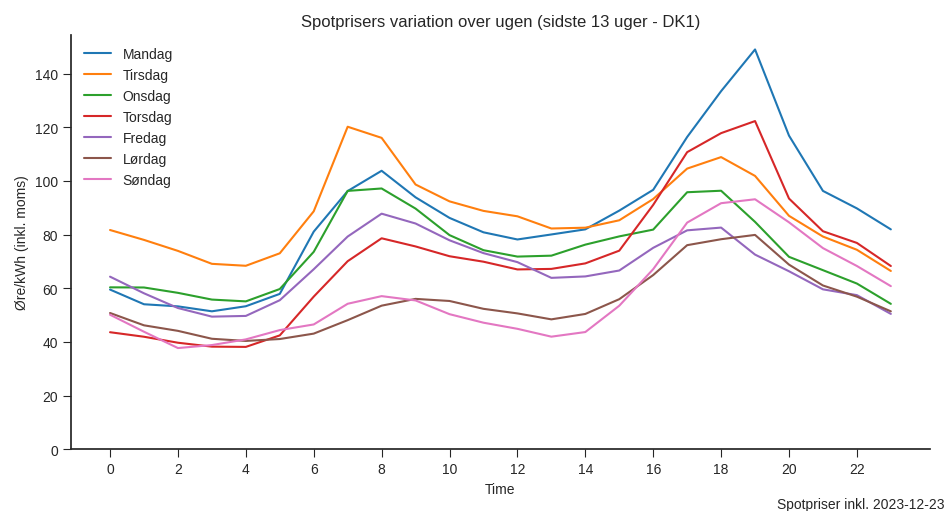 Spotprisers variation over ugen (sidste 13 uger - DK1)
Mandag
Tirsdag
Onsdag
Torsdag
Fredag
Lørdag
Søndag
Øre/kWh (inkl. moms)
140
120
100
80
60
40
20
0
0 2 4 6 8 10 12 14 16 18 20 22
Time
Spotpriser inkl. 2023-12-23